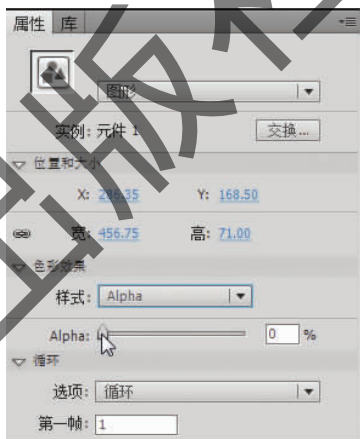 属性 库
图形
实例: 元件 1 交换...
位置和大小
X: 286.35 Y: 168.50
宽: 456.75 高: 71.00
色彩效果
样式: Alpha
Alpha: 0 %
循环
选项: 循环
第一帧: 1